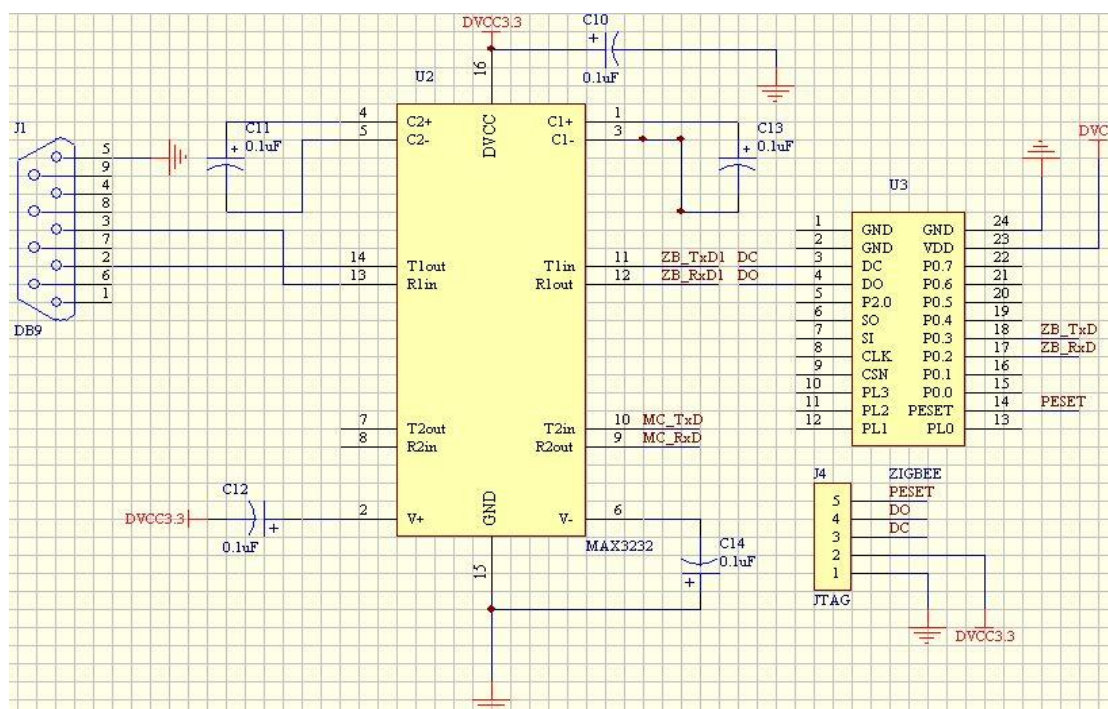 DVCC3.3
C10
+
0.1uF
16
U2
J1
5
9
4
8
3
7
2
6
1
DB9
C11
+
0.1uF
4
5
C2+
C2-
DVCC
C1+
C1-
1
3
C13
+
0.1uF
14
13
T1out
R1in
T1in
R1out
11 ZB_TxD1 DC
12 ZB_RxD1 DO
7
8
T2out
R2in
T2in
R2out
10 MC_TxD
9 MC_RxD
C12
DVCC3.3
+
0.1uF
2
V+
GND
V-
6
MAX3232
C14
0.1uF
+
15
DVC
U3
1 GND GND 24
2 GND VDD 23
3 DC P0.7 22
4 DO P0.6 21
5 P2.0 P0.5 20
6 SO P0.4 19
7 SI P0.3 18 ZB_TxD
8 CLK P0.2 17 ZB_RxD
9 CSN P0.1 16
10 PL3 P0.0 15
11 PL2 PESET 14 PESET
12 PL1 PL0 13
J4
ZIGBEE
5 PESET
4 DO
3 DC
2
1
JTAG
DVCC3.3